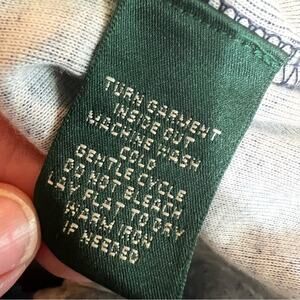 TURN GARMENT
INSIDE OUT
MACHINE WASH
COLD
GENTLE CYCLE
DO NOT BLEACH
LAY FLAT TO DRY
WARM IRON
IF NEEDED